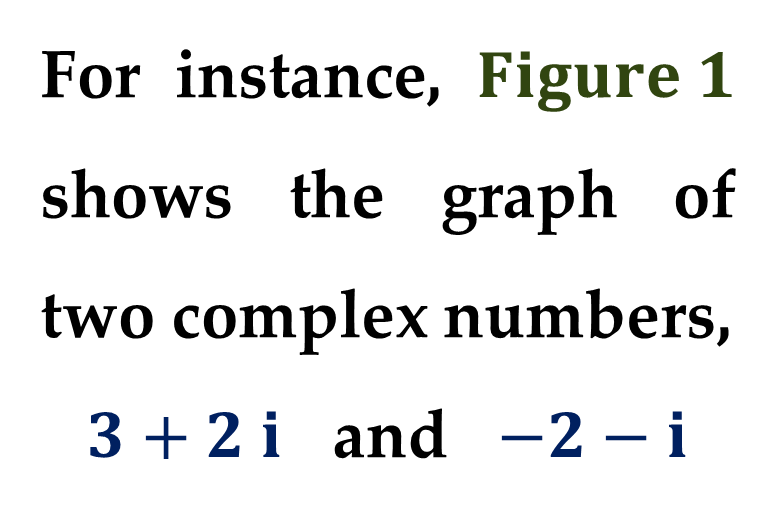 For instance, Figure 1
shows the graph of
two complex numbers,
3 + 2 i and −2 − i